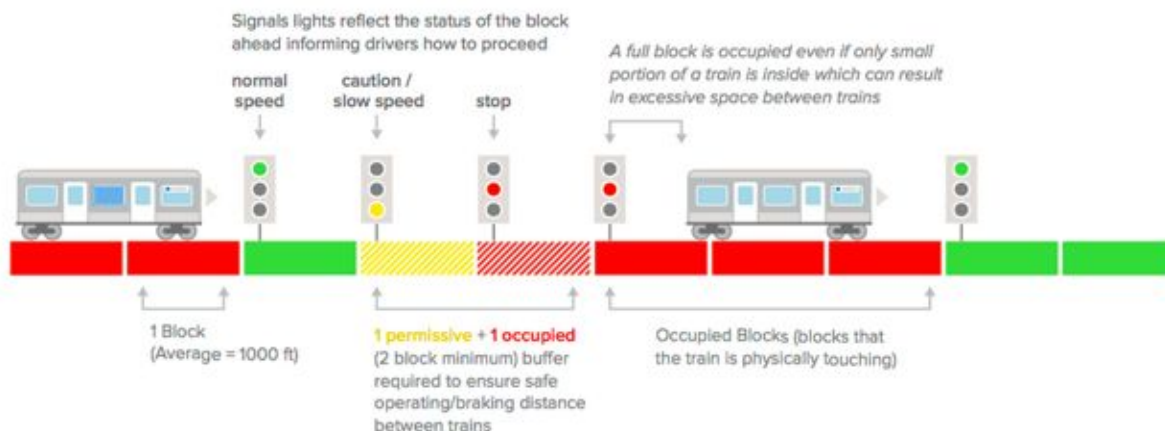 Signals lights reflect the status of the block
ahead informing drivers how to proceed
normal
speed
caution /
slow speed
stop
A full block is occupied even if only small
portion of a train is inside which can result
in excessive space between trains
1 Block
(Average = 1000 ft)
1 permissive + 1 occupied
(2 block minimum) buffer
required to ensure safe
operating/braking distance
between trains
Occupied Blocks (blocks that
the train is physically touching)